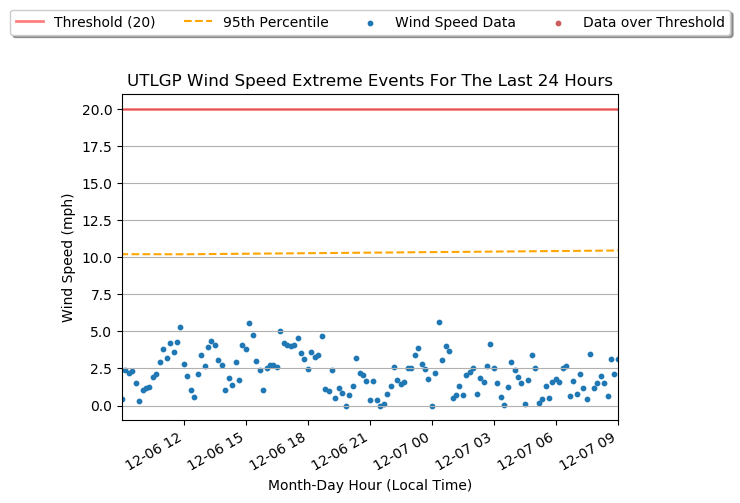 Threshold (20) 95th Percentile Wind Speed Data Data over Threshold
UTLGP Wind Speed Extreme Events For The Last 24 Hours
Wind Speed (mph)
20.0
17.5
15.0
12.5
10.0
7.5
5.0
2.5
0.0
12-06 12 12-06 15 12-06 18 12-06 21 12-07 00 12-07 03 12-07 06 12-07 09
Month-Day Hour (Local Time)